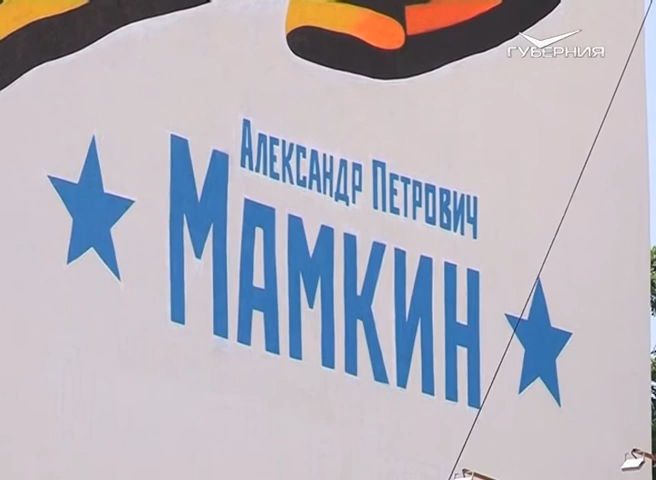 ГУБЕРНИЯ
Александр Петрович
Мамкин